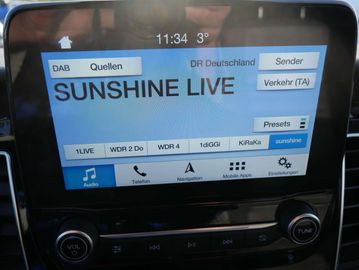 11:34 3°
DAB Quellen DR Deutschland Sender
SUNSHINE LIVE
Verkehr (TA)
Presets
1LIVE WDR 2 Do WDR 4 1diGGi KiRaKa sunshine
Audio Telefon Navigation Mobile Apps Einstellungen
VOL TUNE